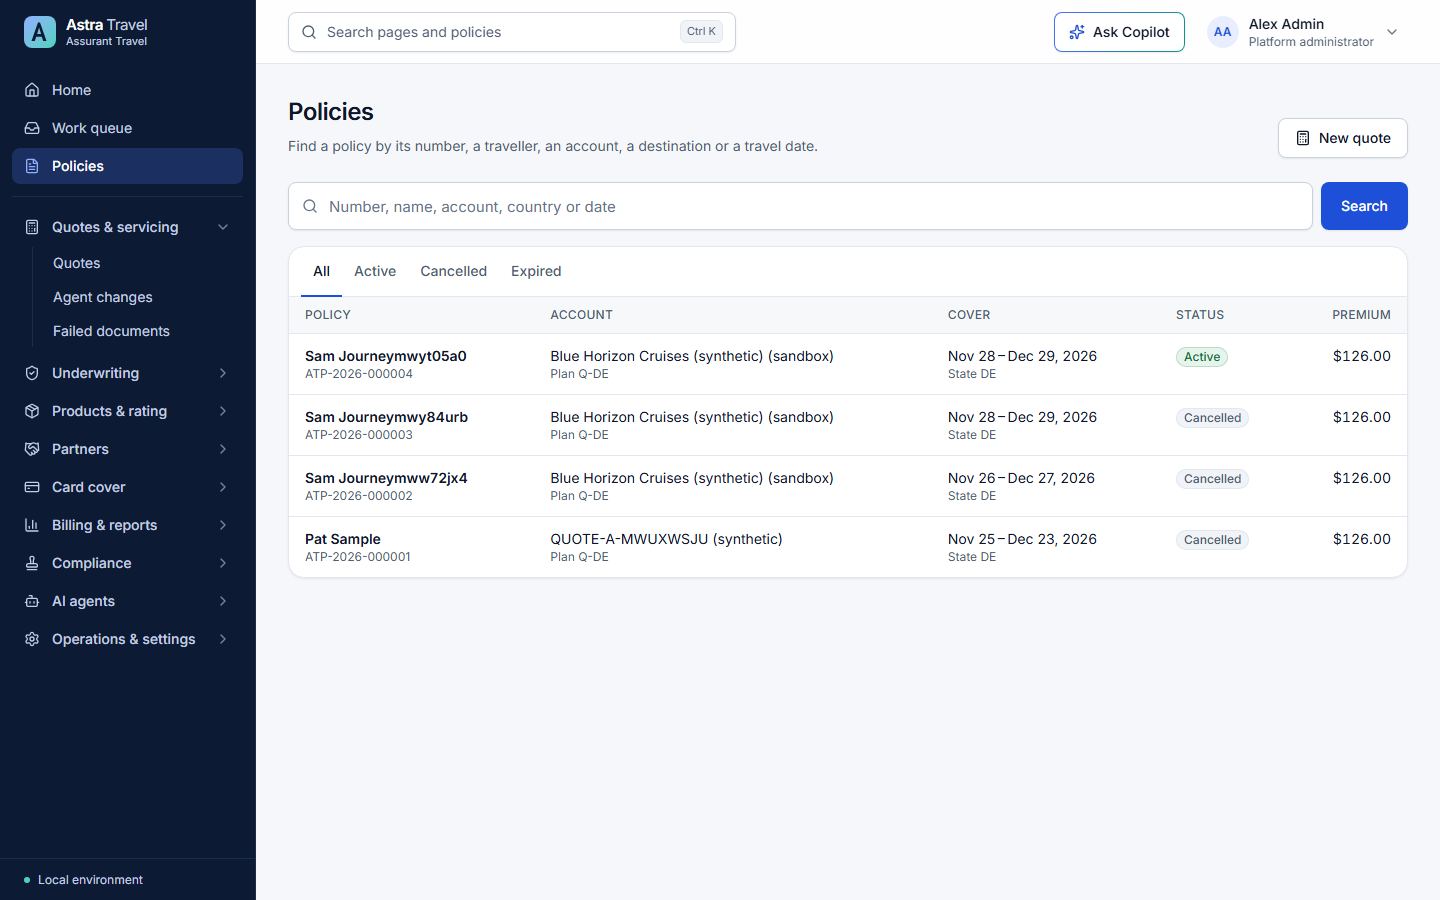 Astra Travel
Assurant Travel
Search pages and policies
Ctrl K
Ask Copilot
AA
Alex Admin
Platform administrator
Home
Work queue
Policies
Quotes & servicing
Quotes
Agent changes
Failed documents
Underwriting
Products & rating
Partners
Card cover
Billing & reports
Compliance
AI agents
Operations & settings
Local environment
Policies
Find a policy by its number, a traveller, an account, a destination or a travel date.
New quote
Number, name, account, country or date
Search
All Active Cancelled Expired
POLICY ACCOUNT COVER STATUS PREMIUM
Sam Journeymwyt05a0 Blue Horizon Cruises (synthetic) (sandbox) Nov 28 – Dec 29, 2026 Active $126.00
ATP-2026-000004 Plan Q-DE State DE
Sam Journeymwy84urb Blue Horizon Cruises (synthetic) (sandbox) Nov 28 – Dec 29, 2026 Cancelled $126.00
ATP-2026-000003 Plan Q-DE State DE
Sam Journeymww72jx4 Blue Horizon Cruises (synthetic) (sandbox) Nov 26 – Dec 27, 2026 Cancelled $126.00
ATP-2026-000002 Plan Q-DE State DE
Pat Sample QUOTE-A-MWUXWSJU (synthetic) Nov 25 – Dec 23, 2026 Cancelled $126.00
ATP-2026-000001 Plan Q-DE State DE